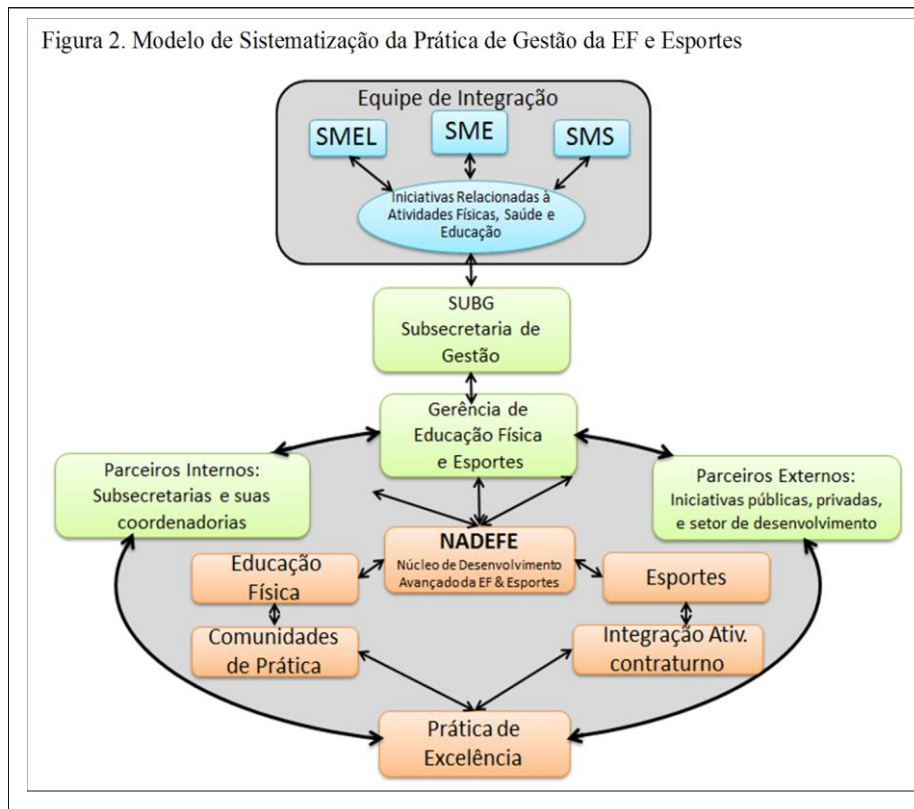 Figura 2. Modelo de Sistematização da Prática de Gestão da EF e Esportes
Equipe de Integração
SMEL
SME
SMS
Iniciativas Relacionadas à
Atividades Físicas, Saúde e
Educação
SUBG
Subsecretaria de
Gestão
Gerência de
Educação Física
e Esportes
Parceiros Internos:
Subsecretarias e suas
coordenadorias
Parceiros Externos:
Iniciativas públicas, privadas,
e setor de desenvolvimento
NADEFE
Núcleo de Desenvolvimento
Avançado da EF & Esportes
Educação
Física
Esportes
Comunidades
de Prática
Integração Ativ.
contraturno
Prática de
Excelência